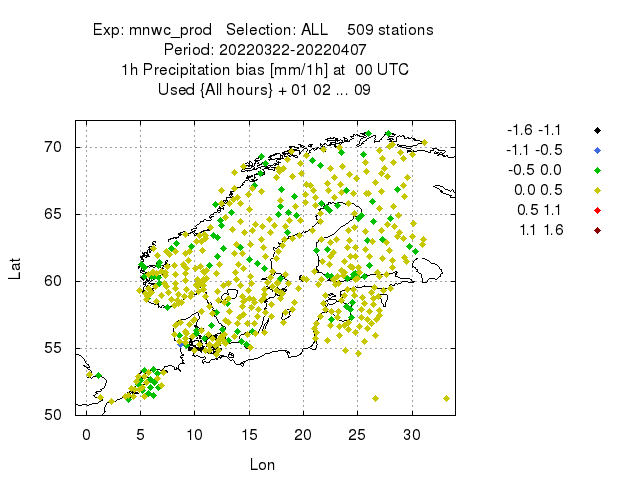 Exp: mnwc_prod   Selection: ALL    509 stations
Period: 20220322-20220407
1h Precipitation bias [mm/1h] at  00 UTC
Used {All hours} + 01 02 ... 09
-1.6 -1.1
-1.1 -0.5
-0.5 0.0
0.0 0.5
0.5 1.1
1.1 1.6
70
65
60
55
50
Lat
0 5 10 15 20 25 30
Lon